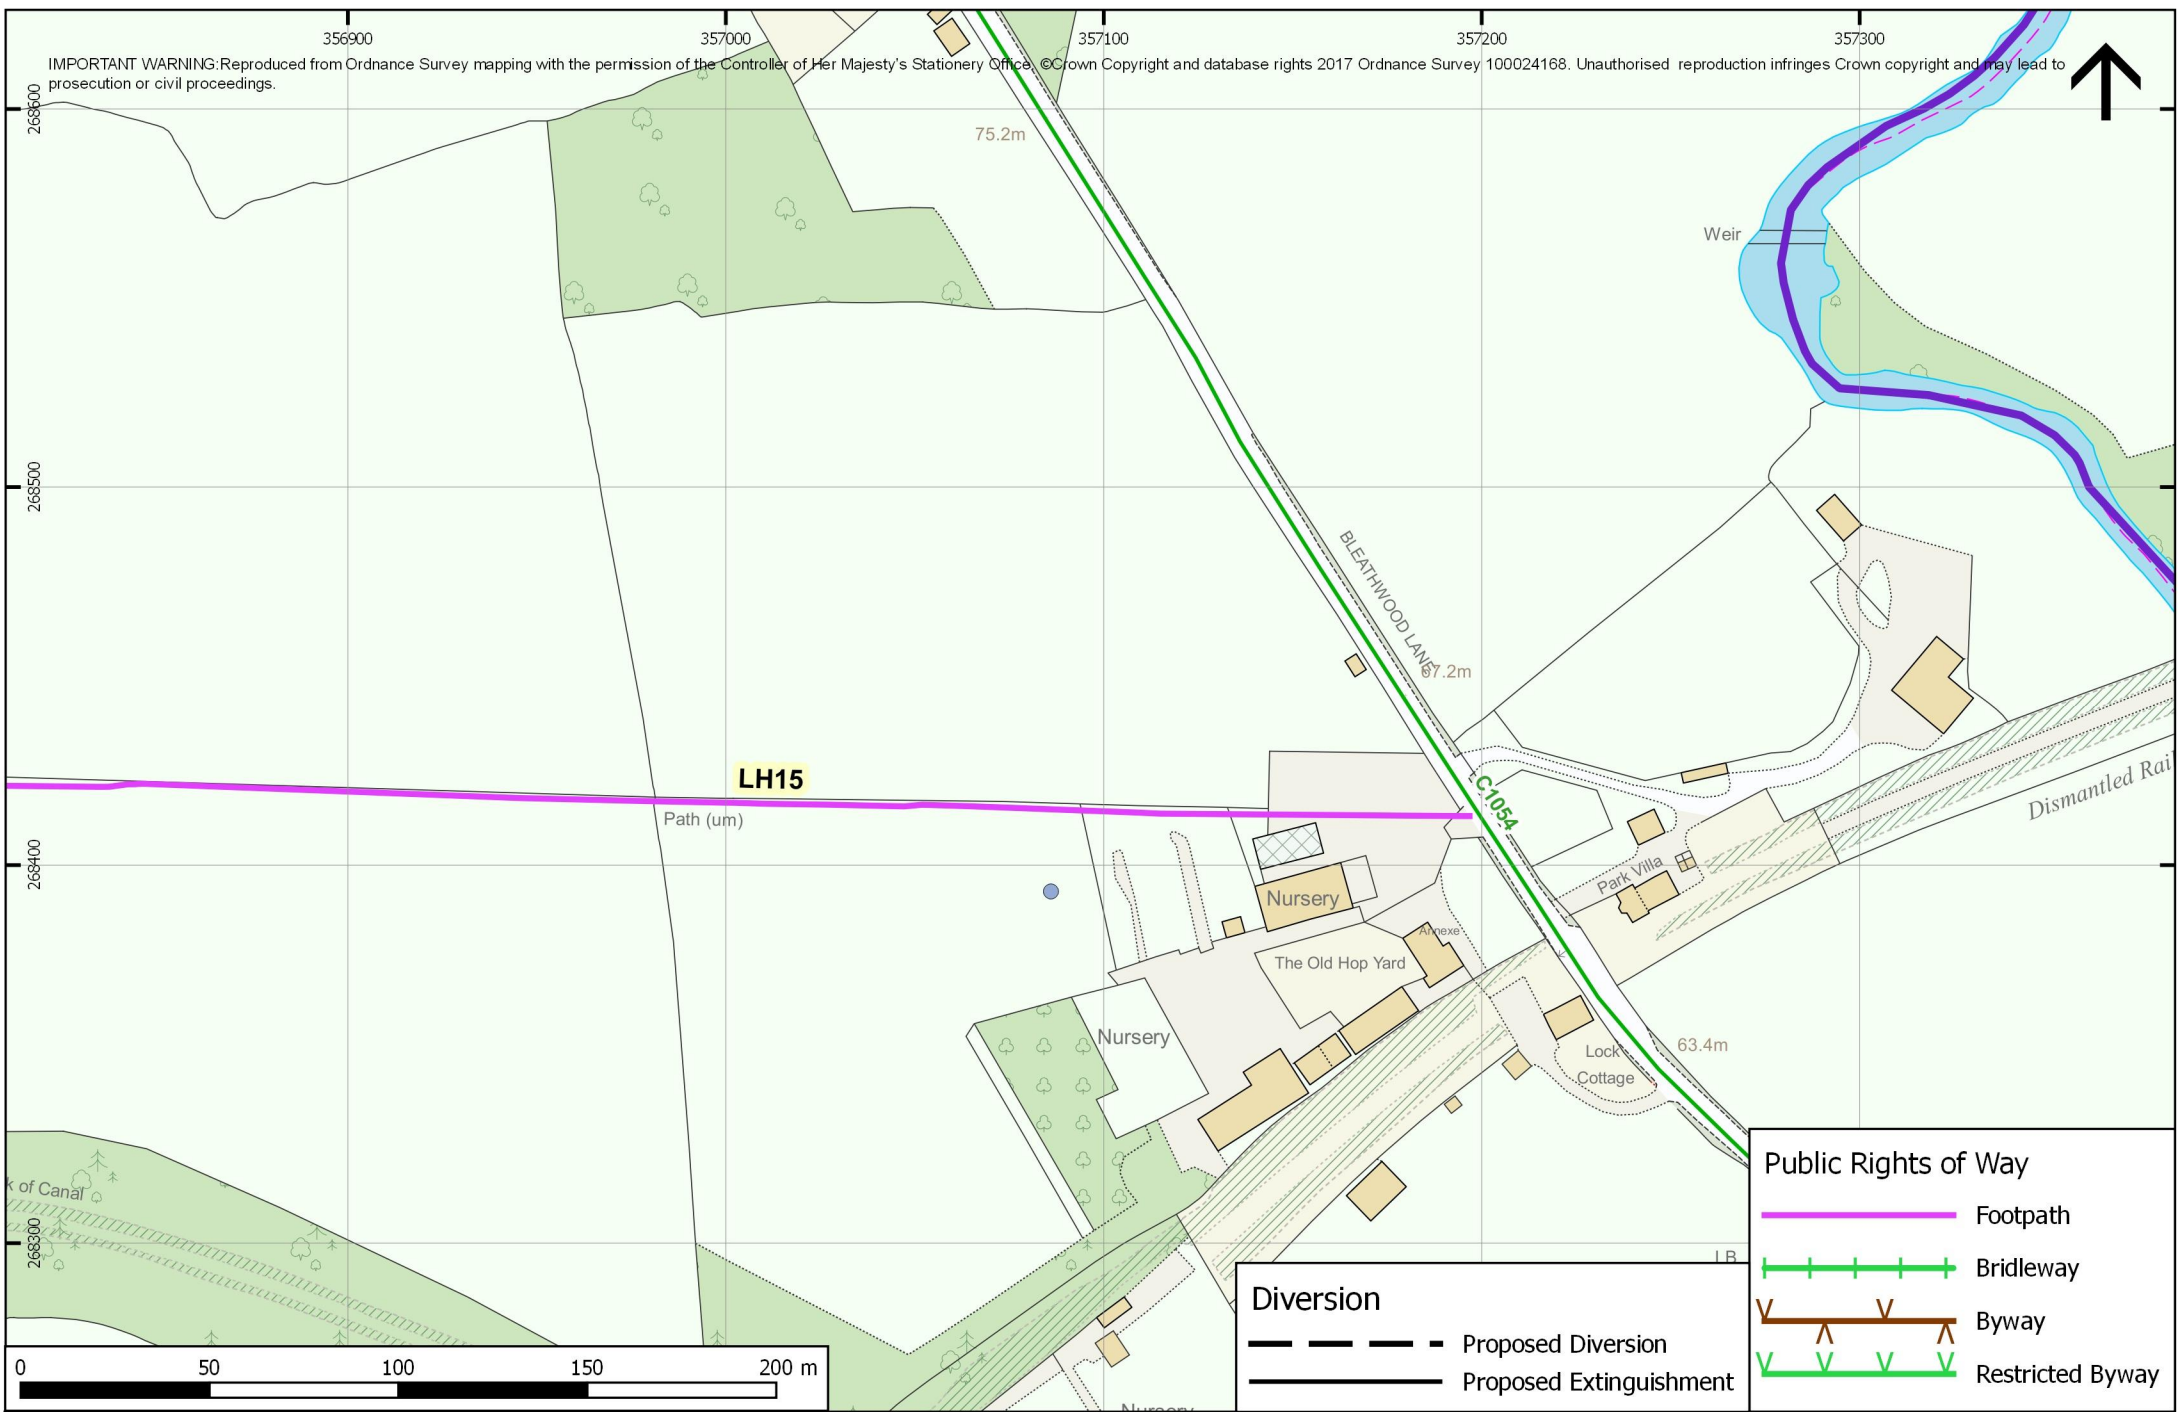 356900
357000
357100
357200
357300
IMPORTANT WARNING:Reproduced from Ordnance Survey mapping with the permission of the Controller of Her Majesty's Stationery Office. ©Crown Copyright and database rights 2017 Ordnance Survey 100024168. Unauthorised reproduction infringes Crown copyright and may lead to
prosecution or civil proceedings.
268600
75.2m
Weir
268500
BLEATHWOOD LANE
67.2m
LH15
C1054
Path (um)
Dismantled Rai
268400
Park Villa
Nursery
Annexe
The Old Hop Yard
Nursery
Lock
Cottage
63.4m
k of Canal
268300
LB
Nursery
Public Rights of Way
Footpath
Bridleway
Byway
Restricted Byway
Diversion
Proposed Diversion
Proposed Extinguishment
0 50 100 150 200 m